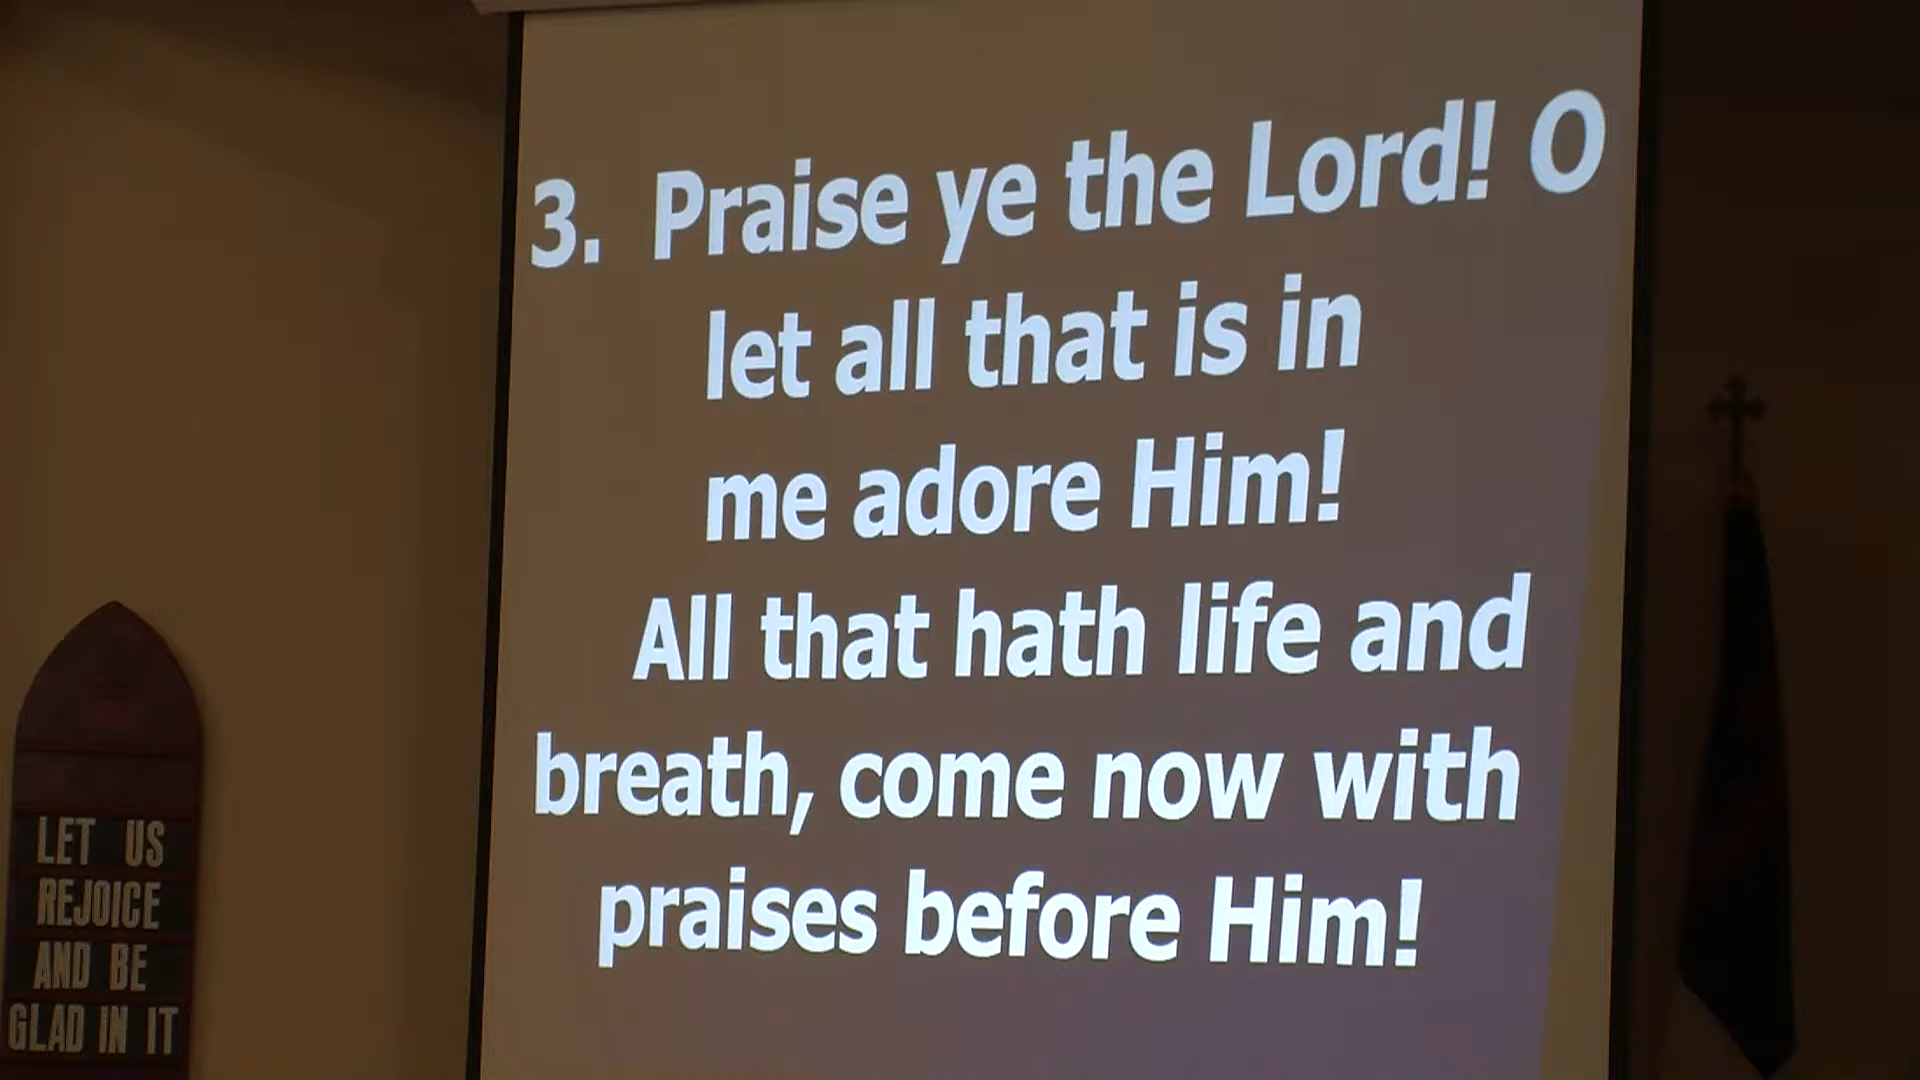 3. Praise ye the Lord! O
let all that is in
me adore Him!
All that hath life and
breath, come now with
praises before Him!
LET US
REJOICE
AND BE
GLAD IN IT